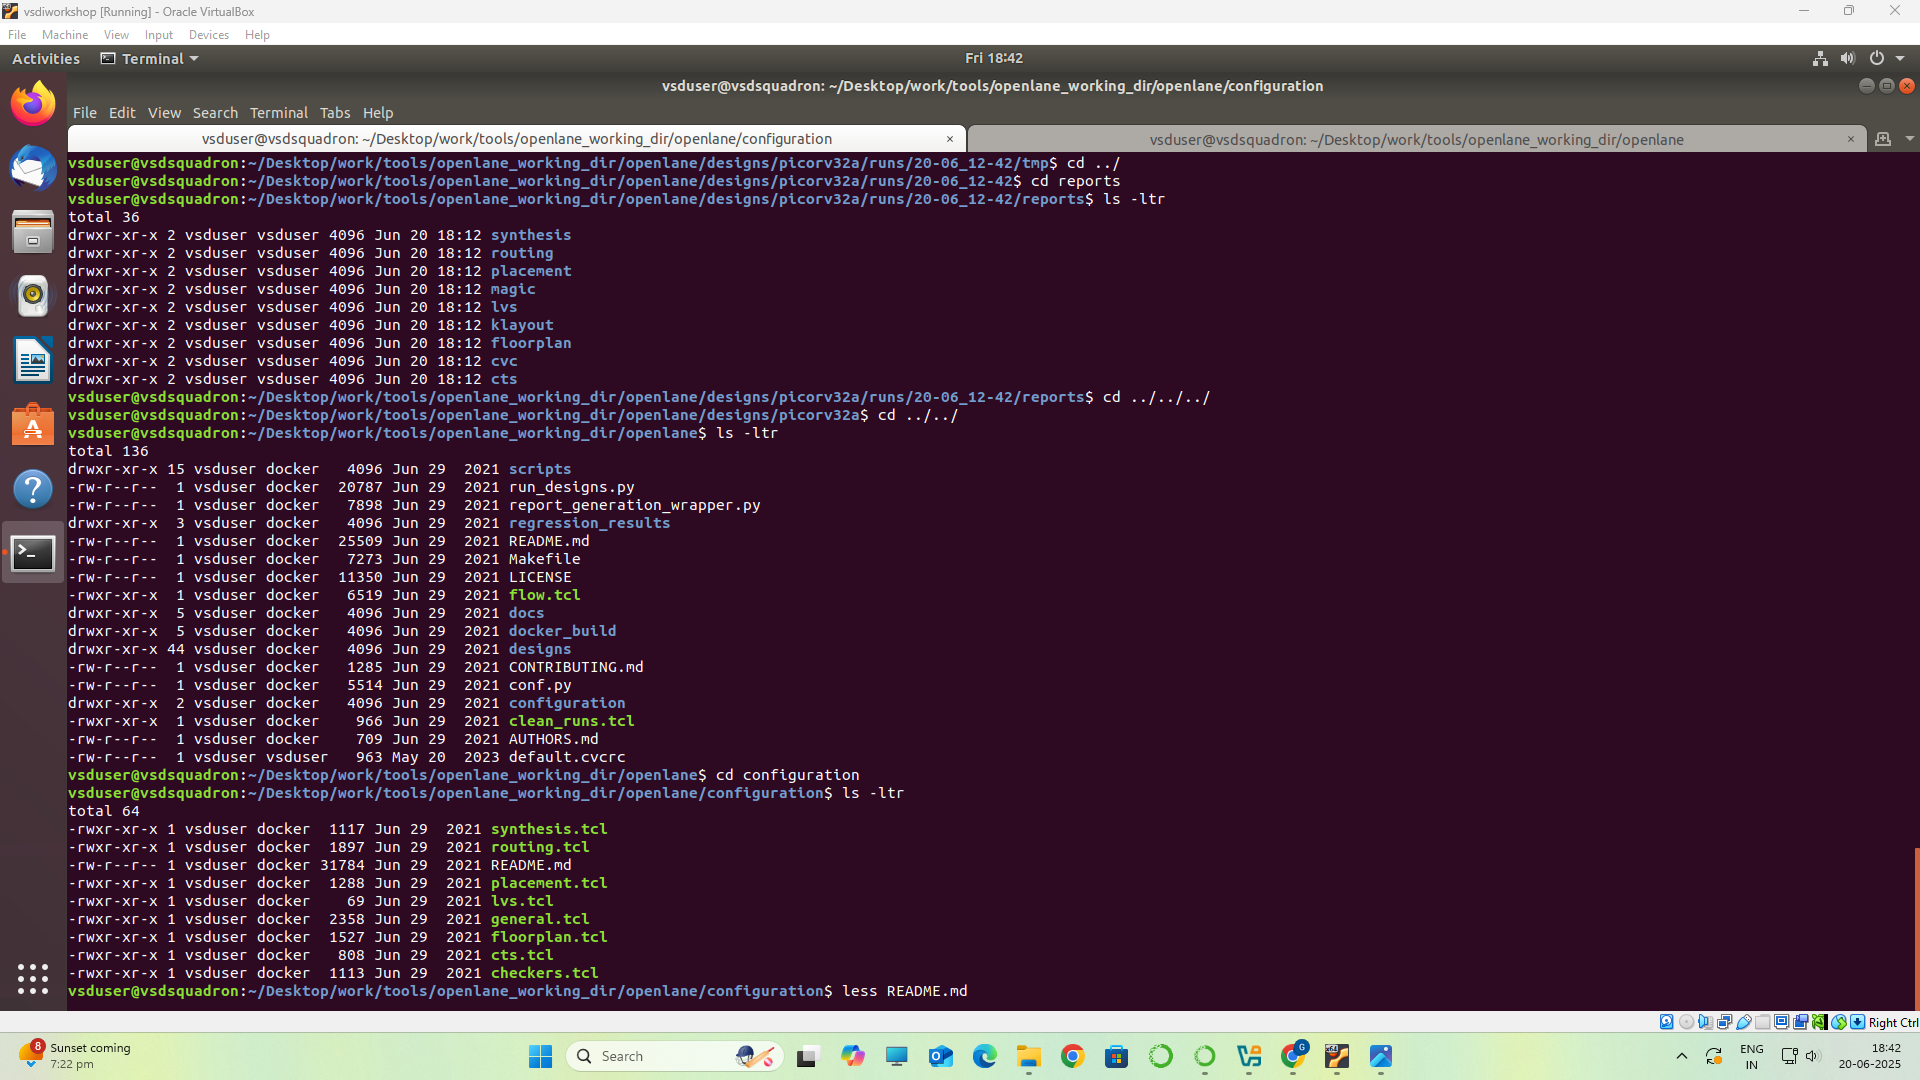 vsdiworkshop [Running] - Oracle VirtualBox
File Machine View Input Devices Help
Activities Terminal Fri 18:42
vsduser@vsdsquadron: ~/Desktop/work/tools/openlane_working_dir/openlane/configuration
File Edit View Search Terminal Tabs Help
vsduser@vsdsquadron: ~/Desktop/work/tools/openlane_working_dir/openlane/configuration × vsduser@vsdsquadron: ~/Desktop/work/tools/openlane_working_dir/openlane ×
vsduser@vsdsquadron:~/Desktop/work/tools/openlane_working_dir/openlane/designs/picorv32a/runs/20-06_12-42/tmp$ cd ../
vsduser@vsdsquadron:~/Desktop/work/tools/openlane_working_dir/openlane/designs/picorv32a/runs/20-06_12-42$ cd reports
vsduser@vsdsquadron:~/Desktop/work/tools/openlane_working_dir/openlane/designs/picorv32a/runs/20-06_12-42/reports$ ls -ltr
total 36
drwxr-xr-x 2 vsduser vsduser 4096 Jun 20 18:12 synthesis
drwxr-xr-x 2 vsduser vsduser 4096 Jun 20 18:12 routing
drwxr-xr-x 2 vsduser vsduser 4096 Jun 20 18:12 placement
drwxr-xr-x 2 vsduser vsduser 4096 Jun 20 18:12 magic
drwxr-xr-x 2 vsduser vsduser 4096 Jun 20 18:12 lvs
drwxr-xr-x 2 vsduser vsduser 4096 Jun 20 18:12 klayout
drwxr-xr-x 2 vsduser vsduser 4096 Jun 20 18:12 floorplan
drwxr-xr-x 2 vsduser vsduser 4096 Jun 20 18:12 cvc
drwxr-xr-x 2 vsduser vsduser 4096 Jun 20 18:12 cts
vsduser@vsdsquadron:~/Desktop/work/tools/openlane_working_dir/openlane/designs/picorv32a/runs/20-06_12-42/reports$ cd ../../../
vsduser@vsdsquadron:~/Desktop/work/tools/openlane_working_dir/openlane/designs/picorv32a$ cd ../../
vsduser@vsdsquadron:~/Desktop/work/tools/openlane_working_dir/openlane$ ls -ltr
total 136
drwxr-xr-x 15 vsduser docker   4096 Jun 29  2021 scripts
-rw-r--r--  1 vsduser docker  20787 Jun 29  2021 run_designs.py
-rw-r--r--  1 vsduser docker   7898 Jun 29  2021 report_generation_wrapper.py
drwxr-xr-x  3 vsduser docker   4096 Jun 29  2021 regression_results
-rw-r--r--  1 vsduser docker  25509 Jun 29  2021 README.md
-rw-r--r--  1 vsduser docker   7273 Jun 29  2021 Makefile
-rw-r--r--  1 vsduser docker  11350 Jun 29  2021 LICENSE
-rwxr-xr-x  1 vsduser docker   6519 Jun 29  2021 flow.tcl
drwxr-xr-x  5 vsduser docker   4096 Jun 29  2021 docs
drwxr-xr-x  5 vsduser docker   4096 Jun 29  2021 docker_build
drwxr-xr-x 44 vsduser docker   4096 Jun 29  2021 designs
-rw-r--r--  1 vsduser docker   1285 Jun 29  2021 CONTRIBUTING.md
-rw-r--r--  1 vsduser docker   5514 Jun 29  2021 conf.py
drwxr-xr-x  2 vsduser docker   4096 Jun 29  2021 configuration
-rwxr-xr-x  1 vsduser docker    966 Jun 29  2021 clean_runs.tcl
-rw-r--r--  1 vsduser docker    709 Jun 29  2021 AUTHORS.md
-rw-r--r--  1 vsduser vsduser   963 May 20  2023 default.cvcrc
vsduser@vsdsquadron:~/Desktop/work/tools/openlane_working_dir/openlane$ cd configuration
vsduser@vsdsquadron:~/Desktop/work/tools/openlane_working_dir/openlane/configuration$ ls -ltr
total 64
-rwxr-xr-x 1 vsduser docker  1117 Jun 29  2021 synthesis.tcl
-rwxr-xr-x 1 vsduser docker  1897 Jun 29  2021 routing.tcl
-rw-r--r-- 1 vsduser docker 31784 Jun 29  2021 README.md
-rwxr-xr-x 1 vsduser docker  1288 Jun 29  2021 placement.tcl
-rwxr-xr-x 1 vsduser docker    69 Jun 29  2021 lvs.tcl
-rwxr-xr-x 1 vsduser docker  2358 Jun 29  2021 general.tcl
-rwxr-xr-x 1 vsduser docker  1527 Jun 29  2021 floorplan.tcl
-rwxr-xr-x 1 vsduser docker   808 Jun 29  2021 cts.tcl
-rwxr-xr-x 1 vsduser docker  1113 Jun 29  2021 checkers.tcl
vsduser@vsdsquadron:~/Desktop/work/tools/openlane_working_dir/openlane/configuration$ less README.md
Right Ctrl
8 Sunset coming
7:22 pm
Search
G
ENG
IN
18:42
20-06-2025